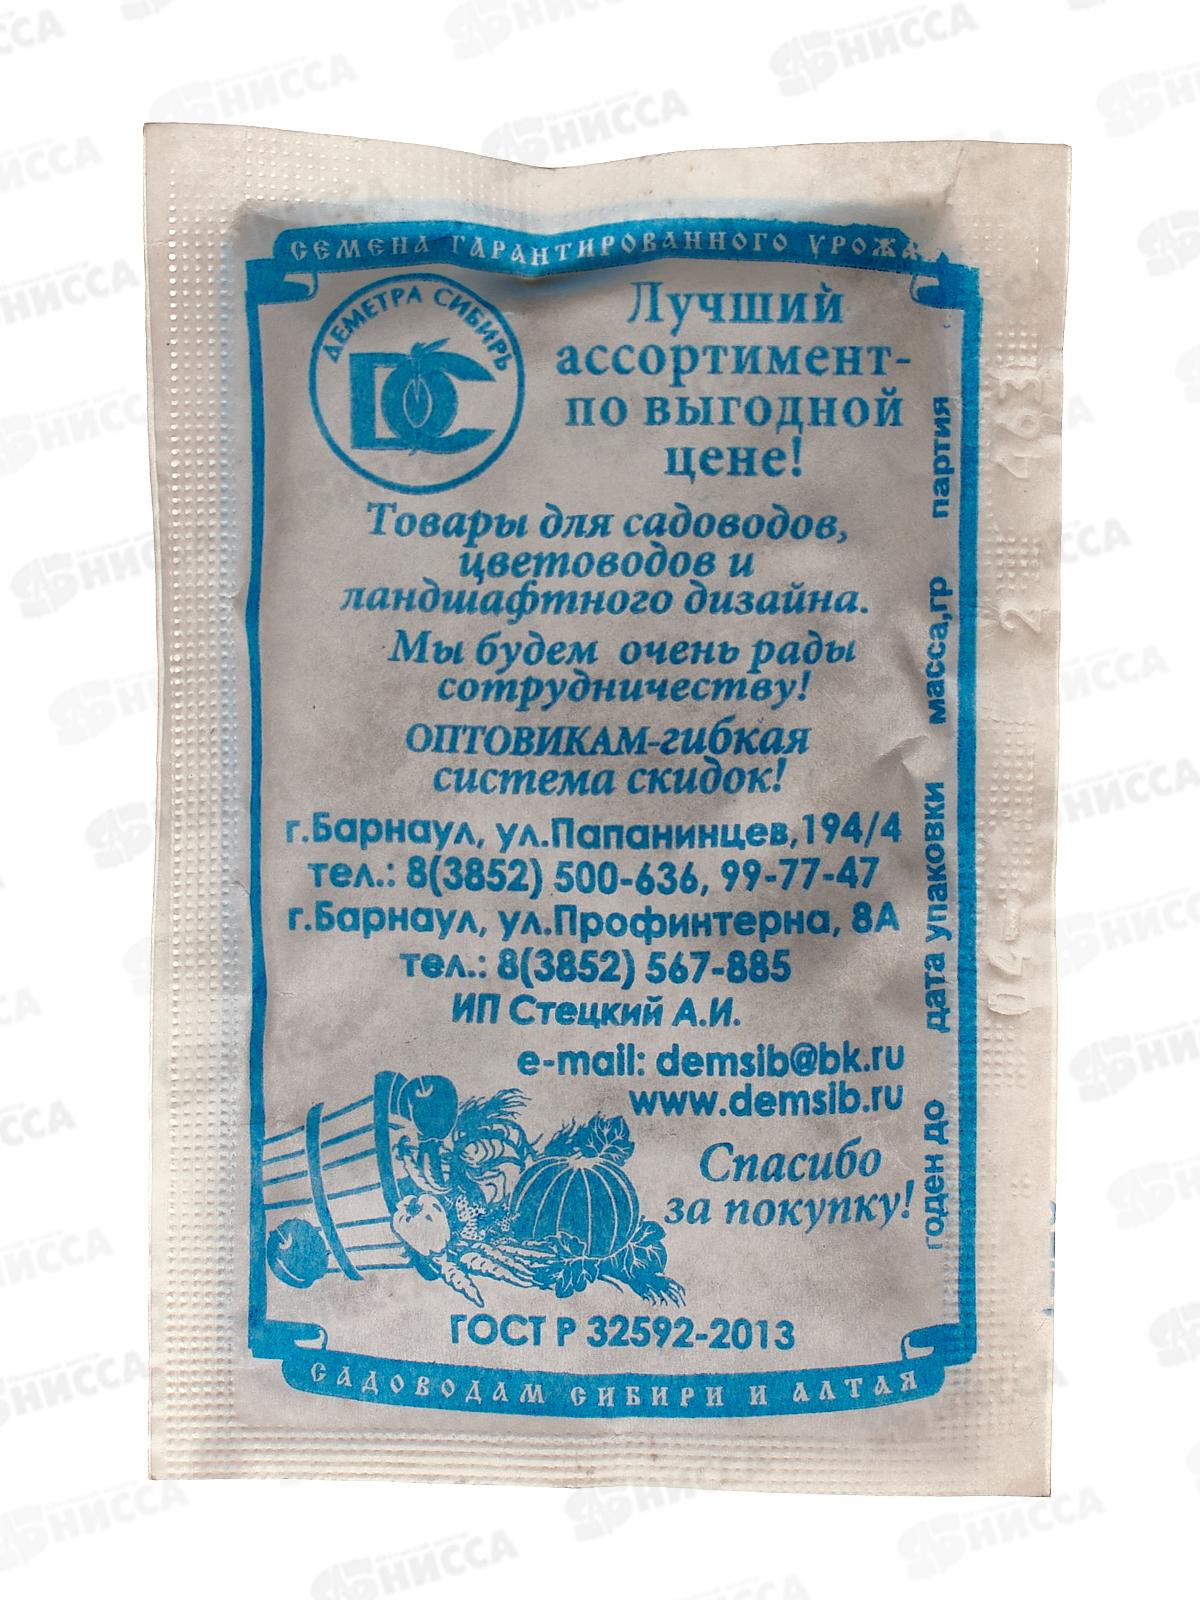 СЕМЕНА ГАРАНТИРОВАННОГО УРОЖАЯ
ДЕМЕТРА СИБИРЬ
DC
Лучший
ассортимент-
по выгодной
цене!
Товары для садоводов,
цветоводов и
ландшафтного дизайна.
Мы будем очень рады
сотрудничеству!
ОПТОВИКАМ-гибкая
система скидок!
г.Барнаул, ул.Папанинцев,194/4
тел.: 8(3852) 500-636, 99-77-47
г.Барнаул, ул.Профинтерна, 8А
тел.: 8(3852) 567-885
ИП Стецкий А.И.
e-mail: demsib@bk.ru
www.demsib.ru
Спасибо
за покупку!
ГОСТ Р 32592-2013
САДОВОДАМ СИБИРИ И АЛТАЯ
годен до дата упаковки масса,гр партия
НИССА